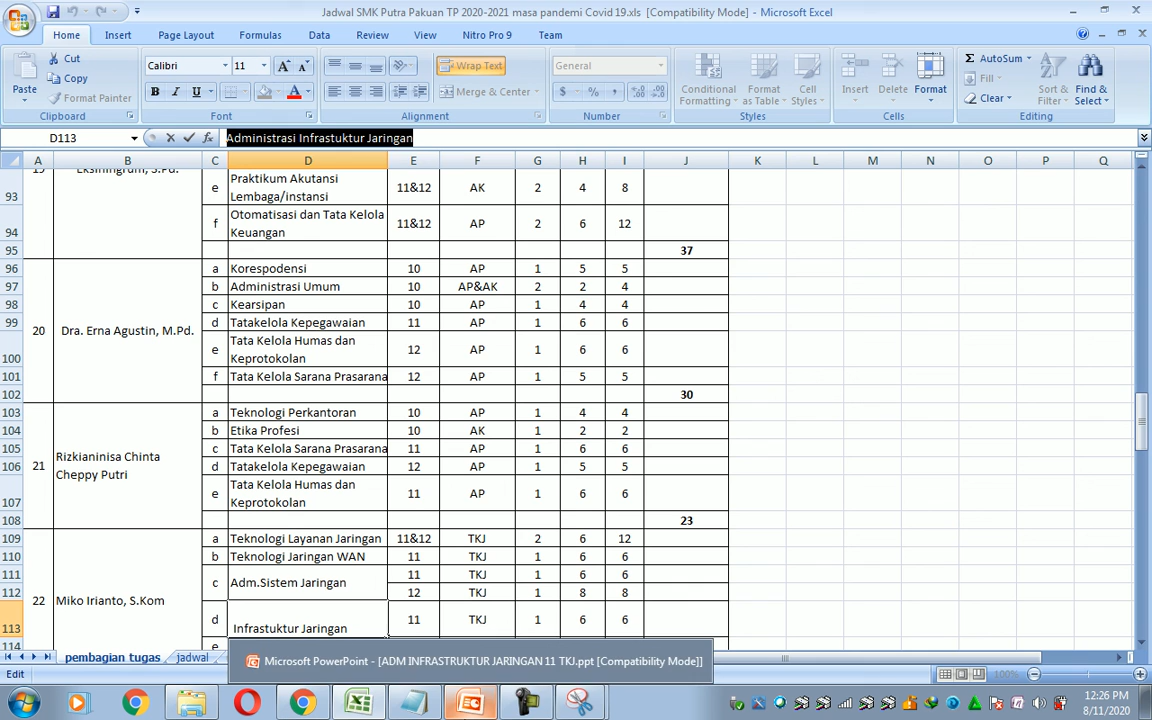 Jadwal SMK Putra Pakuan TP 2020-2021 masa pandemi Covid 19.xls [Compatibility Mode] - Microsoft Excel
Home Insert Page Layout Formulas Data Review View Nitro Pro 9 Team
Paste Cut Copy Format Painter Clipboard
Calibri 11 B I U A Font
Wrap Text Merge & Center Alignment
General $ % , Number
Conditional Formatting Format as Table Cell Styles Styles
Insert Delete Format Cells
Σ AutoSum Fill Clear Sort & Filter Find & Select Editing
D113 fx Administrasi Infrastuktur Jaringan
A B C D E F G H I J K L M N O P Q
93 e Praktikum Akutansi Lembaga/instansi 11&12 AK 2 4 8
94 f Otomatisasi dan Tata Kelola Keuangan 11&12 AP 2 6 12
95 37
96 a Korespodensi 10 AP 1 5 5
97 b Administrasi Umum 10 AP&AK 2 2 4
98 c Kearsipan 10 AP 1 4 4
99 d Tatakelola Kepegawaian 11 AP 1 6 6
20 Dra. Erna Agustin, M.Pd.
100 e Tata Kelola Humas dan Keprotokolan 12 AP 1 6 6
101 f Tata Kelola Sarana Prasarana 12 AP 1 5 5
102 30
103 a Teknologi Perkantoran 10 AP 1 4 4
104 b Etika Profesi 10 AK 1 2 2
105 c Tata Kelola Sarana Prasarana 11 AP 1 6 6
21 Rizkianinisa Chinta Cheppy Putri
106 d Tatakelola Kepegawaian 12 AP 1 5 5
107 e Tata Kelola Humas dan Keprotokolan 11 AP 1 6 6
108 23
109 a Teknologi Layanan Jaringan 11&12 TKJ 2 6 12
110 b Teknologi Jaringan WAN 11 TKJ 1 6 6
111 c Adm.Sistem Jaringan 11 TKJ 1 6 6
112 12 TKJ 1 8 8
22 Miko Irianto, S.Kom
113 d Infrastuktur Jaringan 11 TKJ 1 6 6
114 e
Microsoft PowerPoint - [ADM INFRASTRUKTUR JARINGAN 11 TKJ.ppt [Compatibility Mode]]
pembagian tugas jadwal
Edit 100%
12:26 PM
8/11/2020